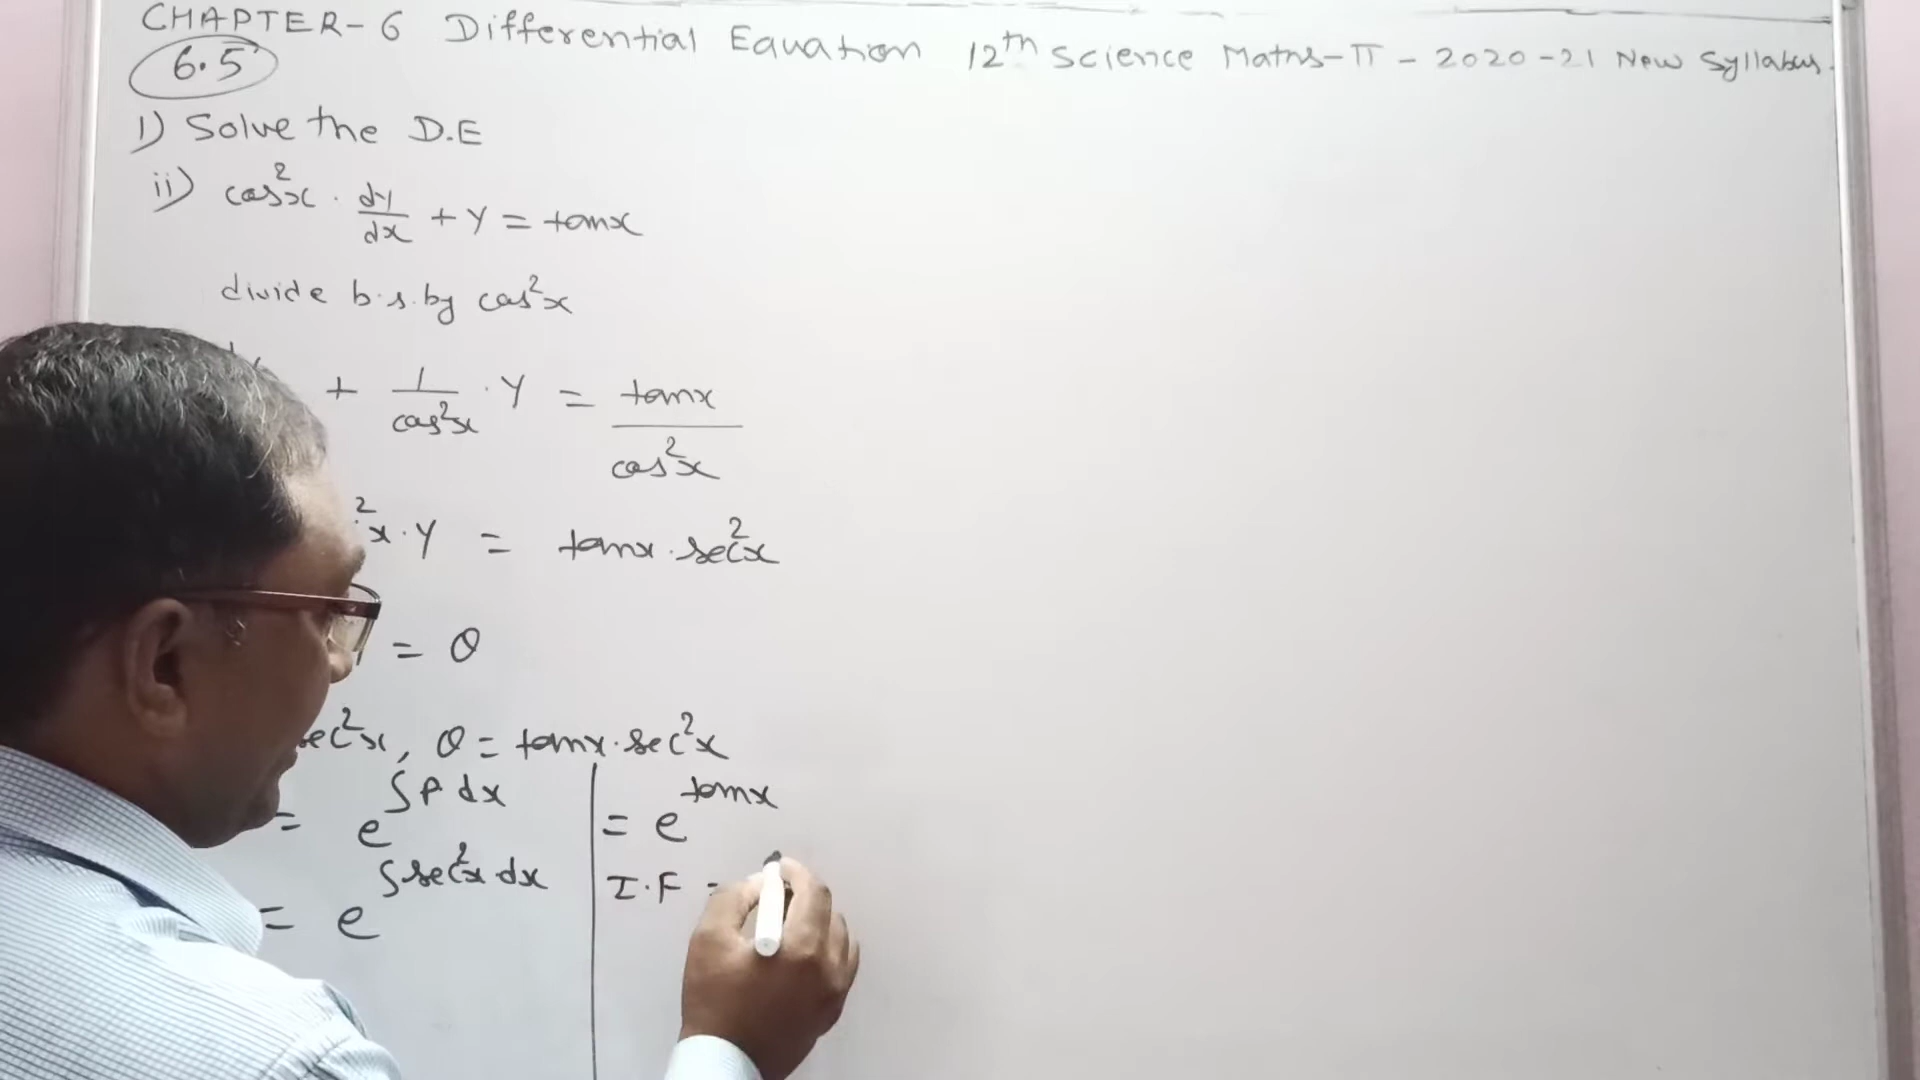 CHAPTER-6 Differential Equation 12th Science Maths-II - 2020-21 New Syllabus.
6.5
1) Solve the D.E
ii) cos²x · dy/dx + y = tanx
divide b.s. by cos²x
+ 1/cos²x · y = tanx/cos²x
²x · y = tanx · sec²x
= Q
sec²x, Q = tanx · sec²x
= e^∫P dx
= e^∫sec²x · dx
= e^tanx
I.F =